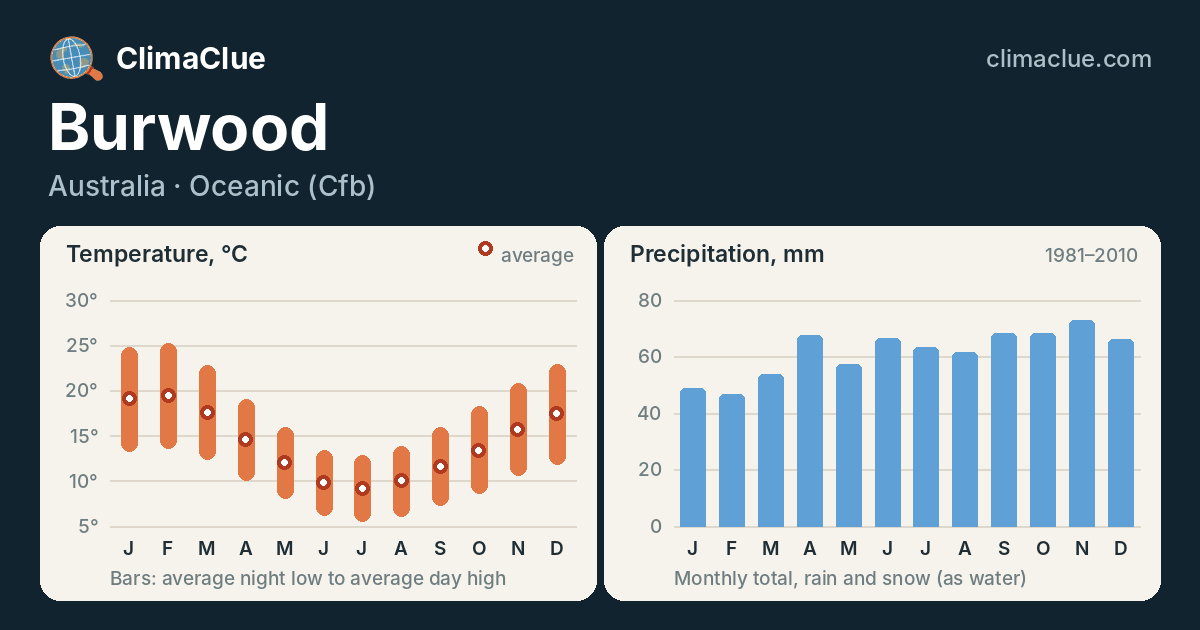 ClimaClue
climaclue.com
Burwood
Australia · Oceanic (Cfb)
Temperature, °C
average
30°
25°
20°
15°
10°
5°
J F M A M J J A S O N D
Bars: average night low to average day high
Precipitation, mm
1981–2010
80
60
40
20
0
J F M A M J J A S O N D
Monthly total, rain and snow (as water)